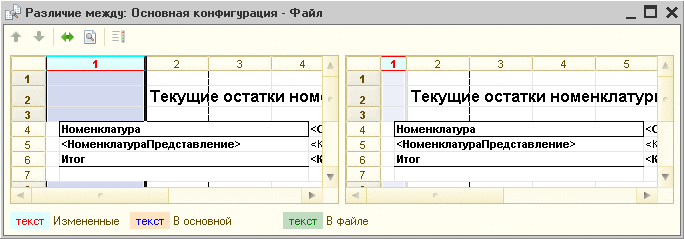 Различие между: Основная конфигурация - Файл
1 2 3 4
1
2 Текущие остатки ном
3
4 Номенклатура
5 <НоменклатураПредставление>
6 Итог
7
1 2 3 4 5
1
2 Текущие остатки номенклатур
3
4 Номенклатура
5 <НоменклатураПредставление>
6 Итог
7
текст Измененные текст В основной текст В файле